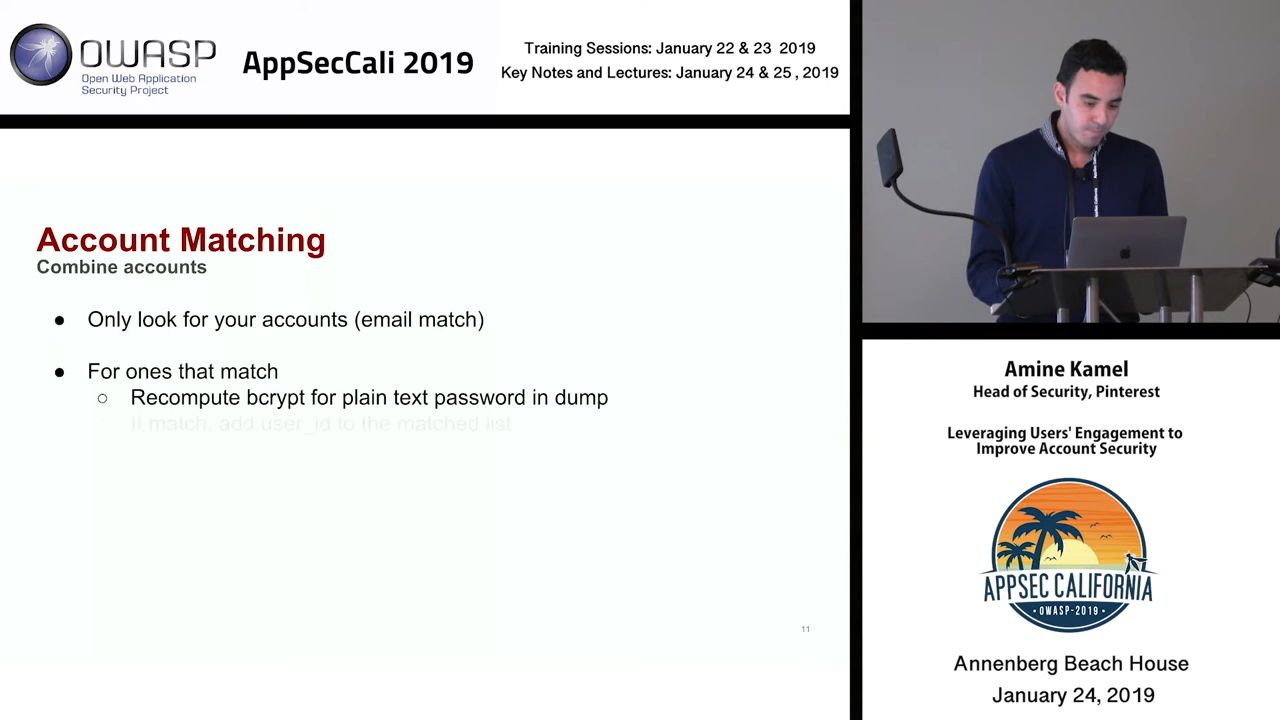 OWASP
Open Web Application
Security Project
AppSecCali 2019
Training Sessions: January 22 & 23 2019
Key Notes and Lectures: January 24 & 25, 2019
Account Matching
Combine accounts
● Only look for your accounts (email match)
● For ones that match
○ Recompute bcrypt for plain text password in dump
If match, add user_id to the matched list
11
Amine Kamel
Head of Security, Pinterest
Leveraging Users' Engagement to
Improve Account Security
APPSEC CALIFORNIA
• OWASP-2019 •
Annenberg Beach House
January 24, 2019